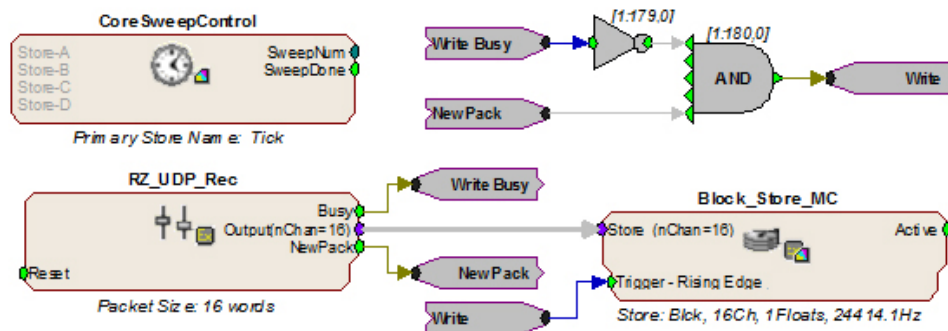 CoreSweepControl
Store-A
Store-B
Store-C
Store-D
SweepNum
SweepDone
Primary Store Name: Tick
[1:179,0]
[1:180,0]
Write Busy
AND
Write
NewPack
RZ_UDP_Rec
Busy
Output(nChan=16)
NewPack
Reset
Packet Size: 16 words
Write Busy
NewPack
Write
Block_Store_MC
Store (nChan=16)
Active
Trigger - Rising Edge
Store: Blck, 16Ch, 1Floats, 24414.1Hz